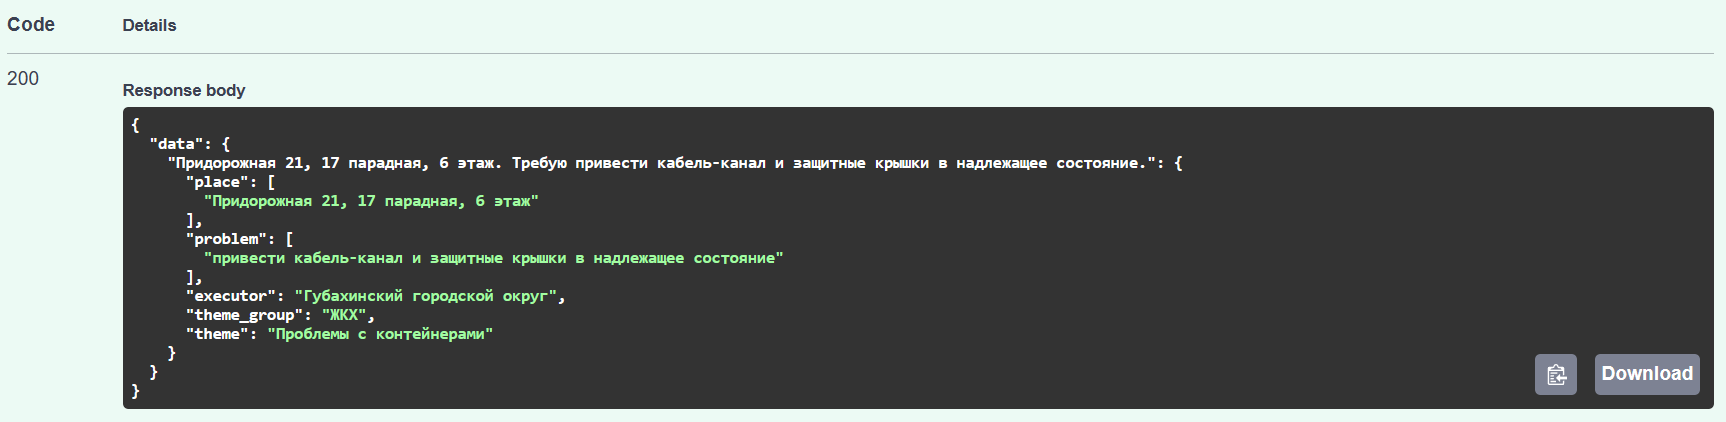 Code Details
200
Response body
{
"data": {
"Придорожная 21, 17 парадная, 6 этаж. Требую привести кабель-канал и защитные крышки в надлежащее состояние.": {
"place": [
"Придорожная 21, 17 парадная, 6 этаж"
],
"problem": [
"привести кабель-канал и защитные крышки в надлежащее состояние"
],
"executor": "Губахинский городской округ",
"theme_group": "ЖКХ",
"theme": "Проблемы с контейнерами"
}
}
}
Download